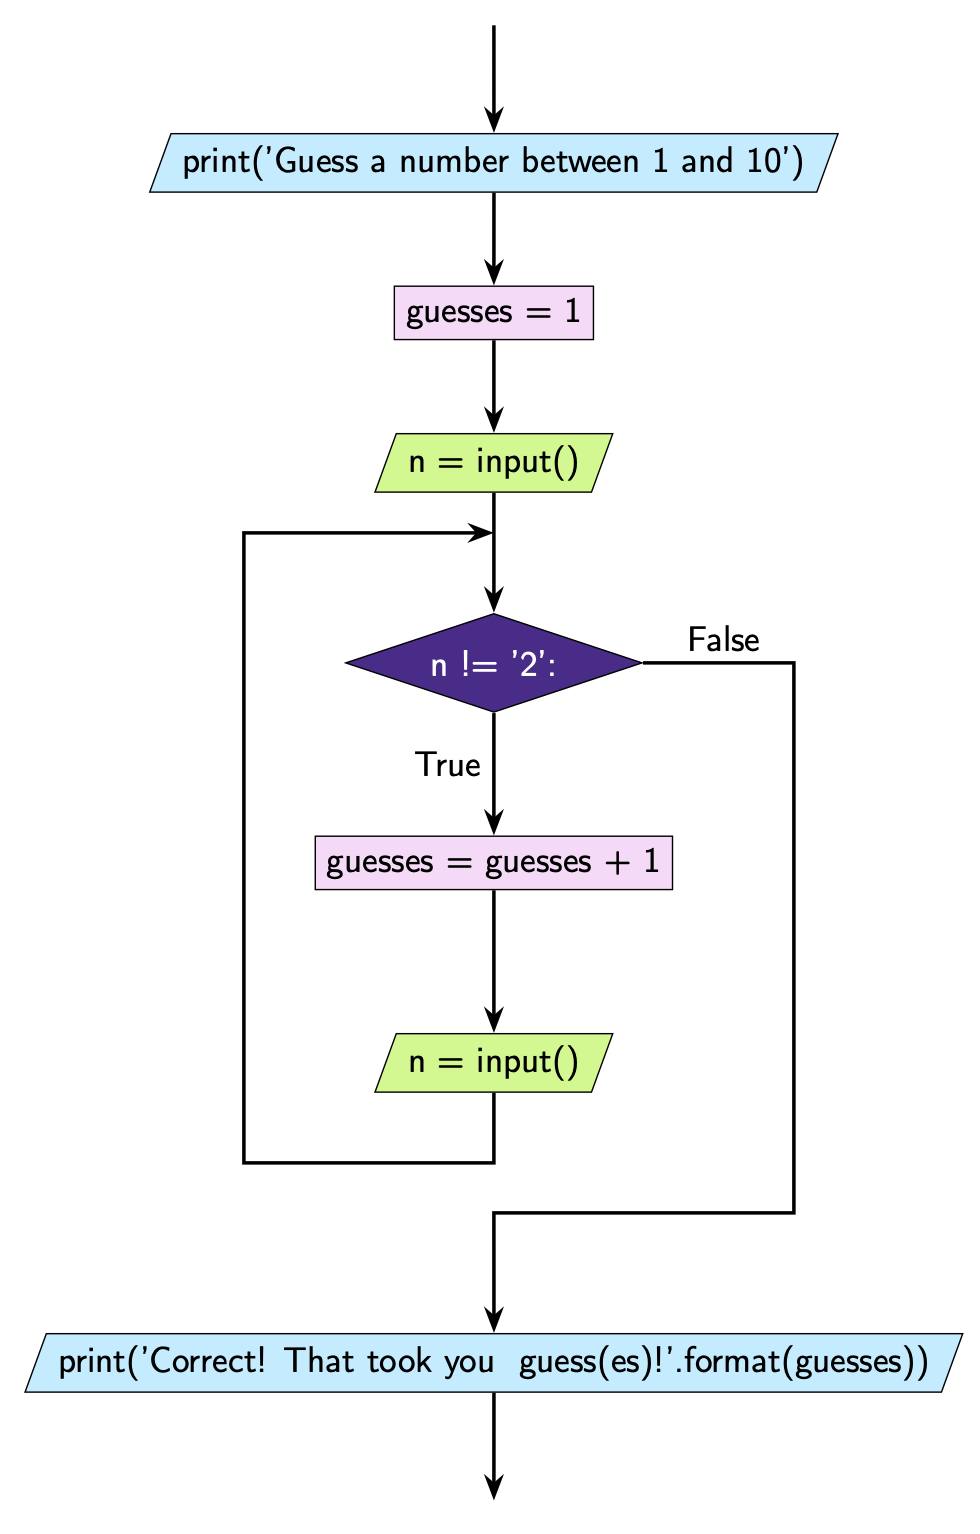 print('Guess a number between 1 and 10')
guesses = 1
n = input()
n != '2':
False
True
guesses = guesses + 1
n = input()
print('Correct! That took you  guess(es)!'.format(guesses))